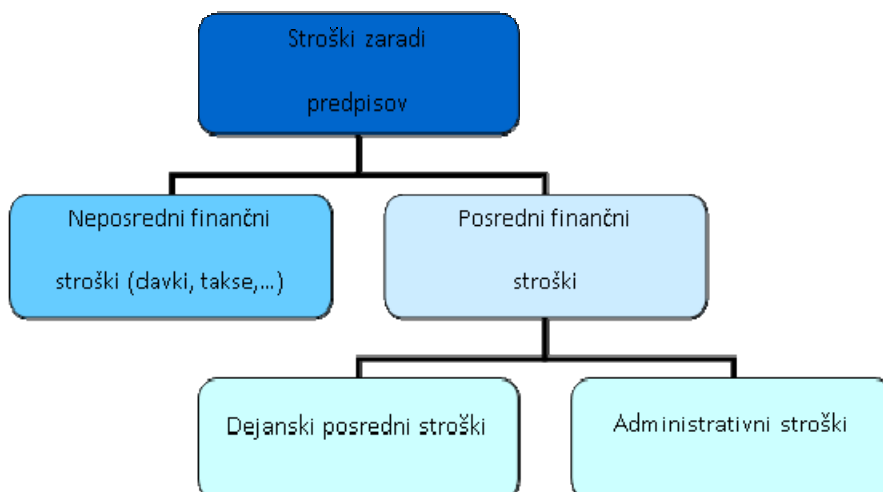 Stroški zaradi
predpisov
Neposredni finančni
stroški (davki, takse,...)
Posredni finančni
stroški
Dejanski posredni stroški
Administrativni stroški